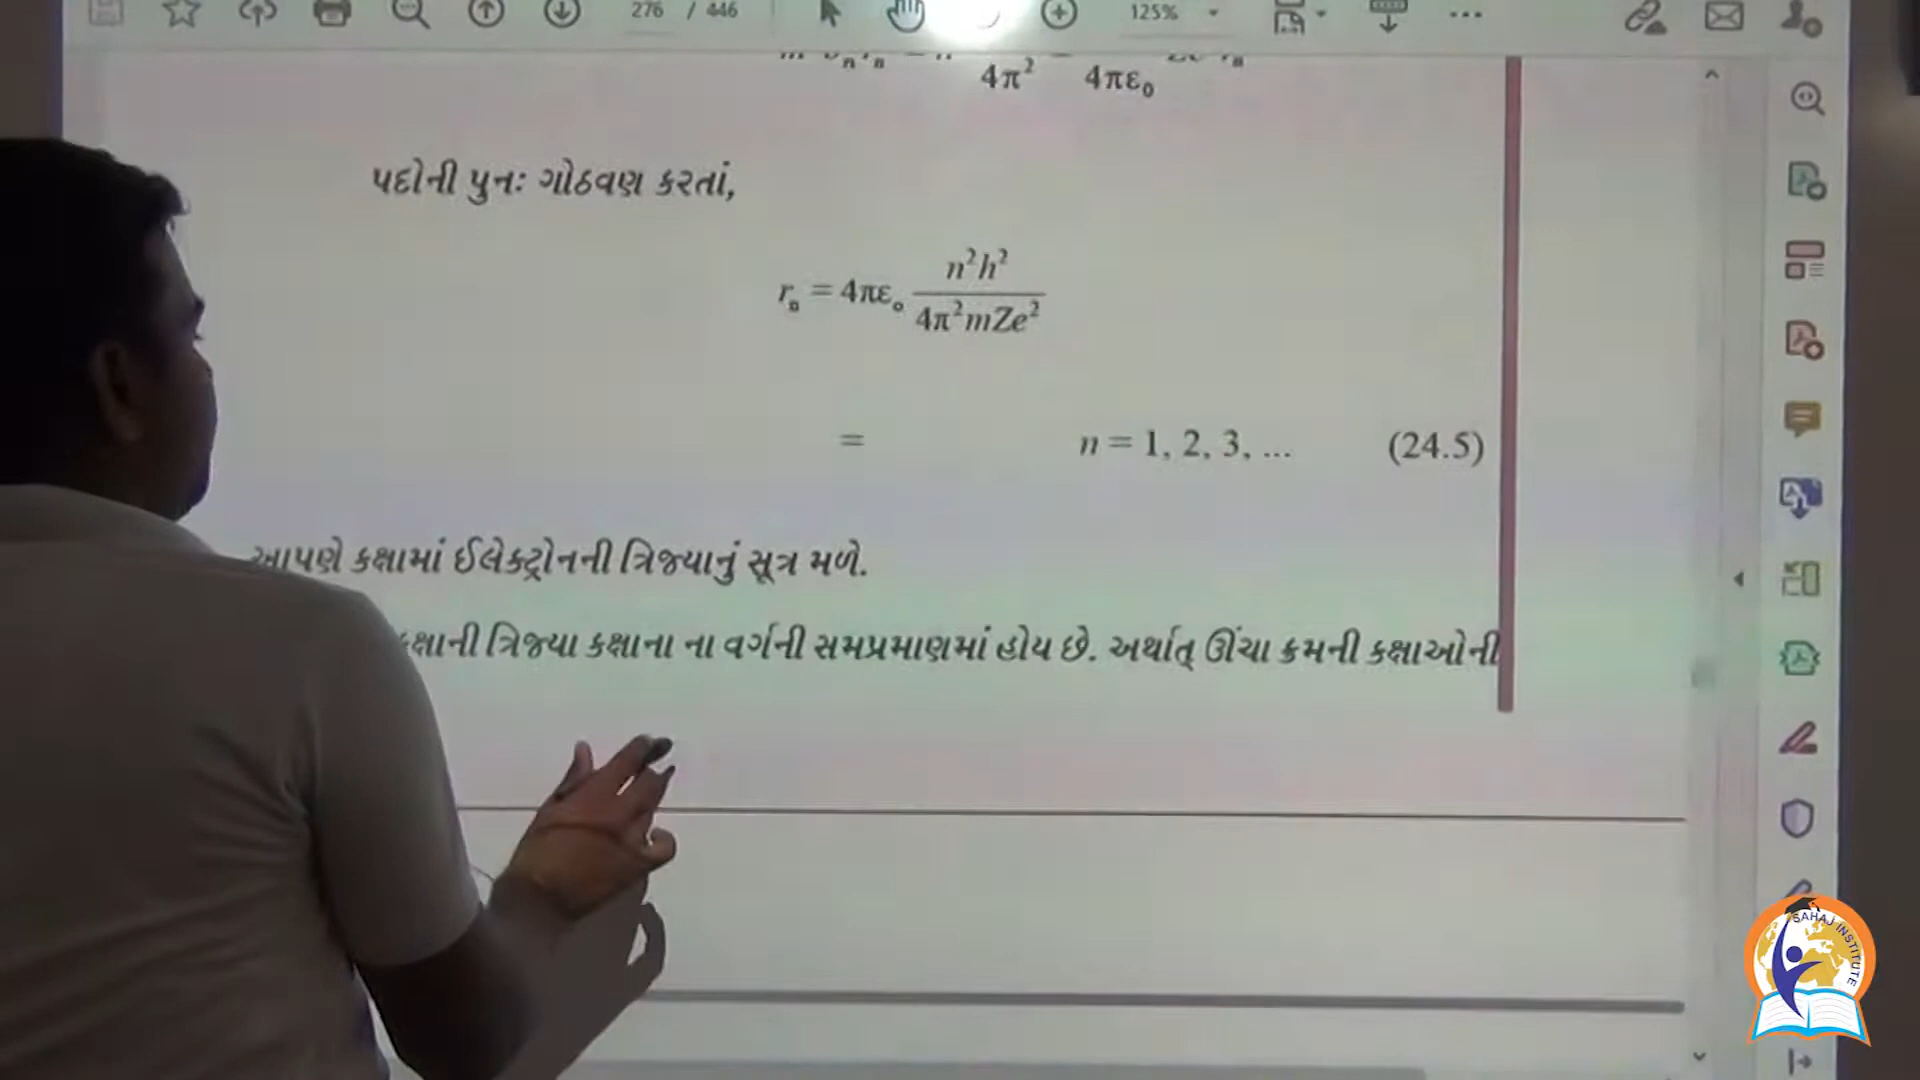 276 / 446
125%
4π² 4πε₀
પદોની પુનઃ ગોઠવણ કરતાં,
rₙ = 4πε₀ n²h² / 4π²mZe²
= n = 1, 2, 3, ... (24.5)
આપણે કક્ષામાં ઈલેક્ટ્રોનની ત્રિજ્યાનું સૂત્ર મળે.
કક્ષાની ત્રિજ્યા કક્ષાના ના વર્ગની સમપ્રમાણમાં હોય છે. અર્થાત્ ઊંચા ક્રમની કક્ષાઓની
SAHAJ INSTITUTE